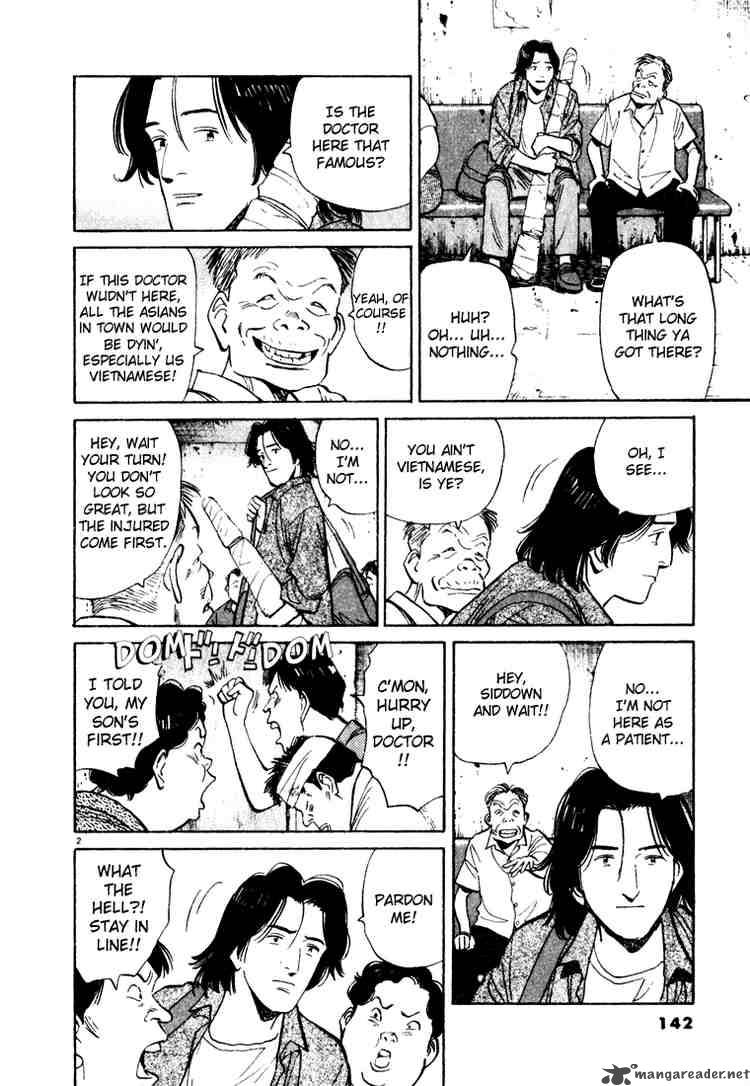 WHAT'S
THAT LONG
THING YA
GOT THERE?
HUH?
OH... UH...
NOTHING...
IS THE
DOCTOR
HERE THAT
FAMOUS?
YEAH, OF
COURSE
!!
IF THIS DOCTOR
WUDN'T HERE,
ALL THE ASIANS
IN TOWN WOULD
BE DYIN',
ESPECIALLY US
VIETNAMESE!
OH, I
SEE...
YOU AIN'T
VIETNAMESE,
IS YE?
NO...
I'M
NOT...
HEY, WAIT
YOUR TURN!
YOU DON'T
LOOK SO
GREAT, BUT
THE INJURED
COME FIRST.
NO...
I'M NOT
HERE AS
A PATIENT...
HEY,
SIDDOWN
AND WAIT!!
DOM ド! ド! DOM
C'MON,
HURRY
UP,
DOCTOR
!!
I TOLD
YOU, MY
SON'S
FIRST!!
2
PARDON
ME!
WHAT
THE
HELL?!
STAY IN
LINE!!
142
mangareader.net